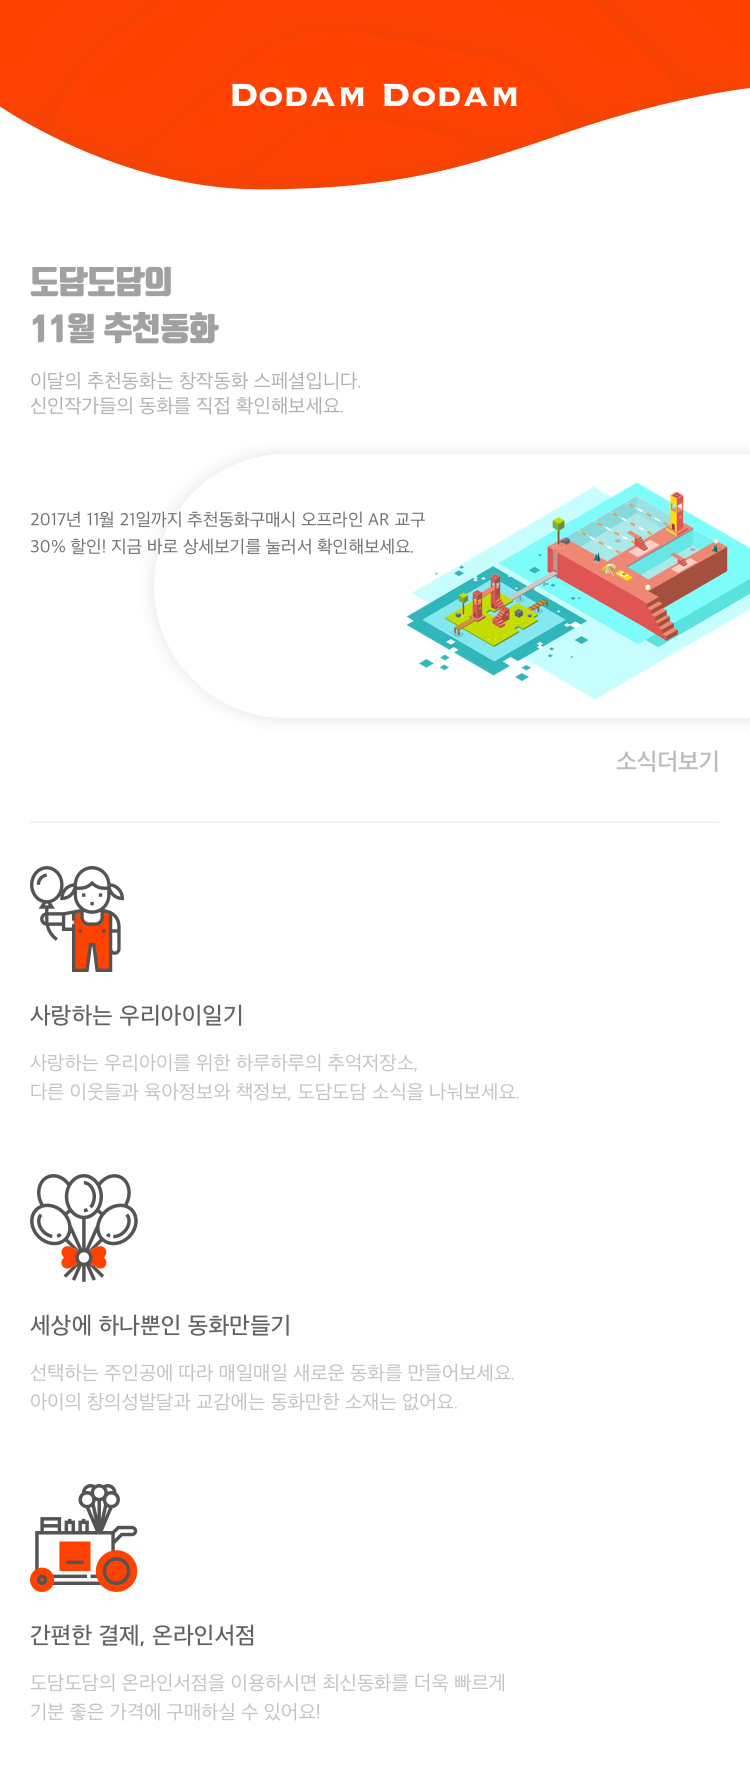 DODAM DODAM
도담도담의
11월 추천동화
이달의 추천동화는 창작동화 스페셜입니다.
신인작가들의 동화를 직접 확인해보세요.
2017년 11월 21일까지 추천동화구매시 오프라인 AR 교구
30% 할인! 지금 바로 상세보기를 눌러서 확인해보세요.
소식더보기
사랑하는 우리아이일기
사랑하는 우리아이를 위한 하루하루의 추억저장소,
다른 이웃들과 육아정보와 책정보, 도담도담 소식을 나눠보세요.
세상에 하나뿐인 동화만들기
선택하는 주인공에 따라 매일매일 새로운 동화를 만들어보세요.
아이의 창의성발달과 교감에는 동화만한 소재는 없어요.
간편한 결제, 온라인서점
도담도담의 온라인서점을 이용하시면 최신동화를 더욱 빠르게
기분 좋은 가격에 구매하실 수 있어요!